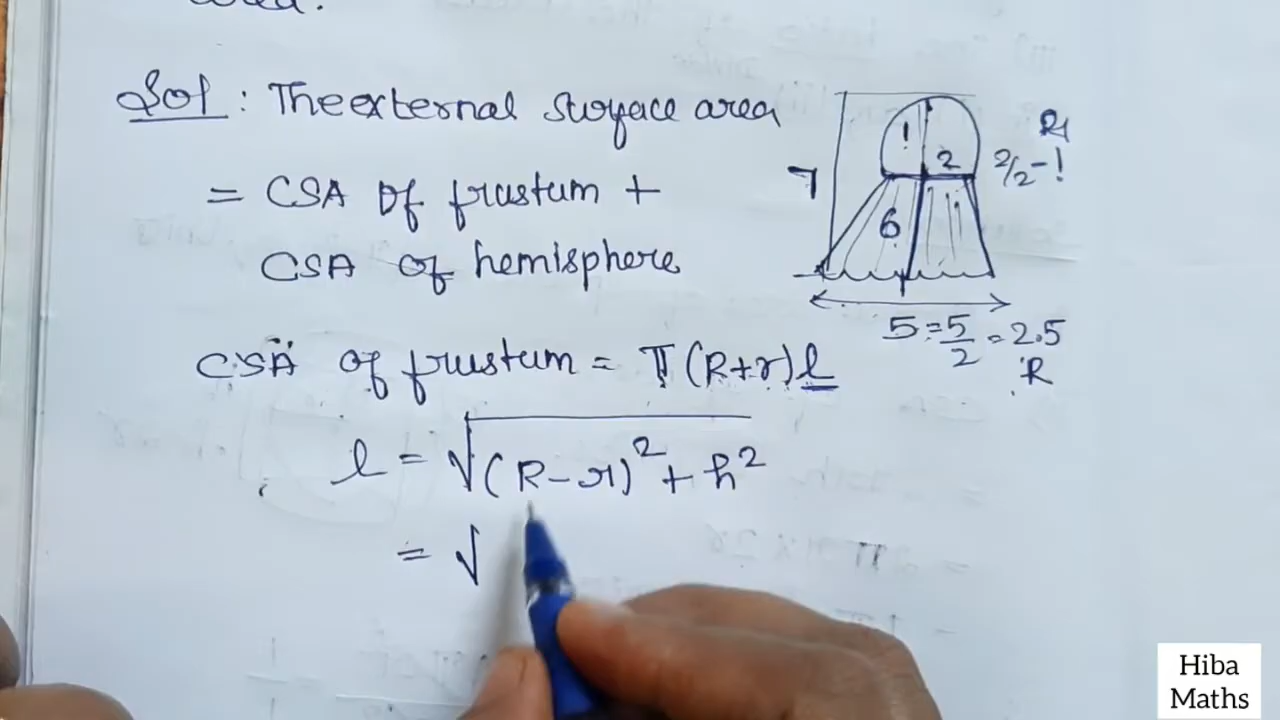 Sol : The external surface area
= CSA of frustum +
CSA of hemisphere
7
1
2
2/2 - 1
6
5 = 5/2 = 2.5
R
CSA of frustum = π (R+r) l
l = √(R-r)² + h²
= √
Hiba
Maths